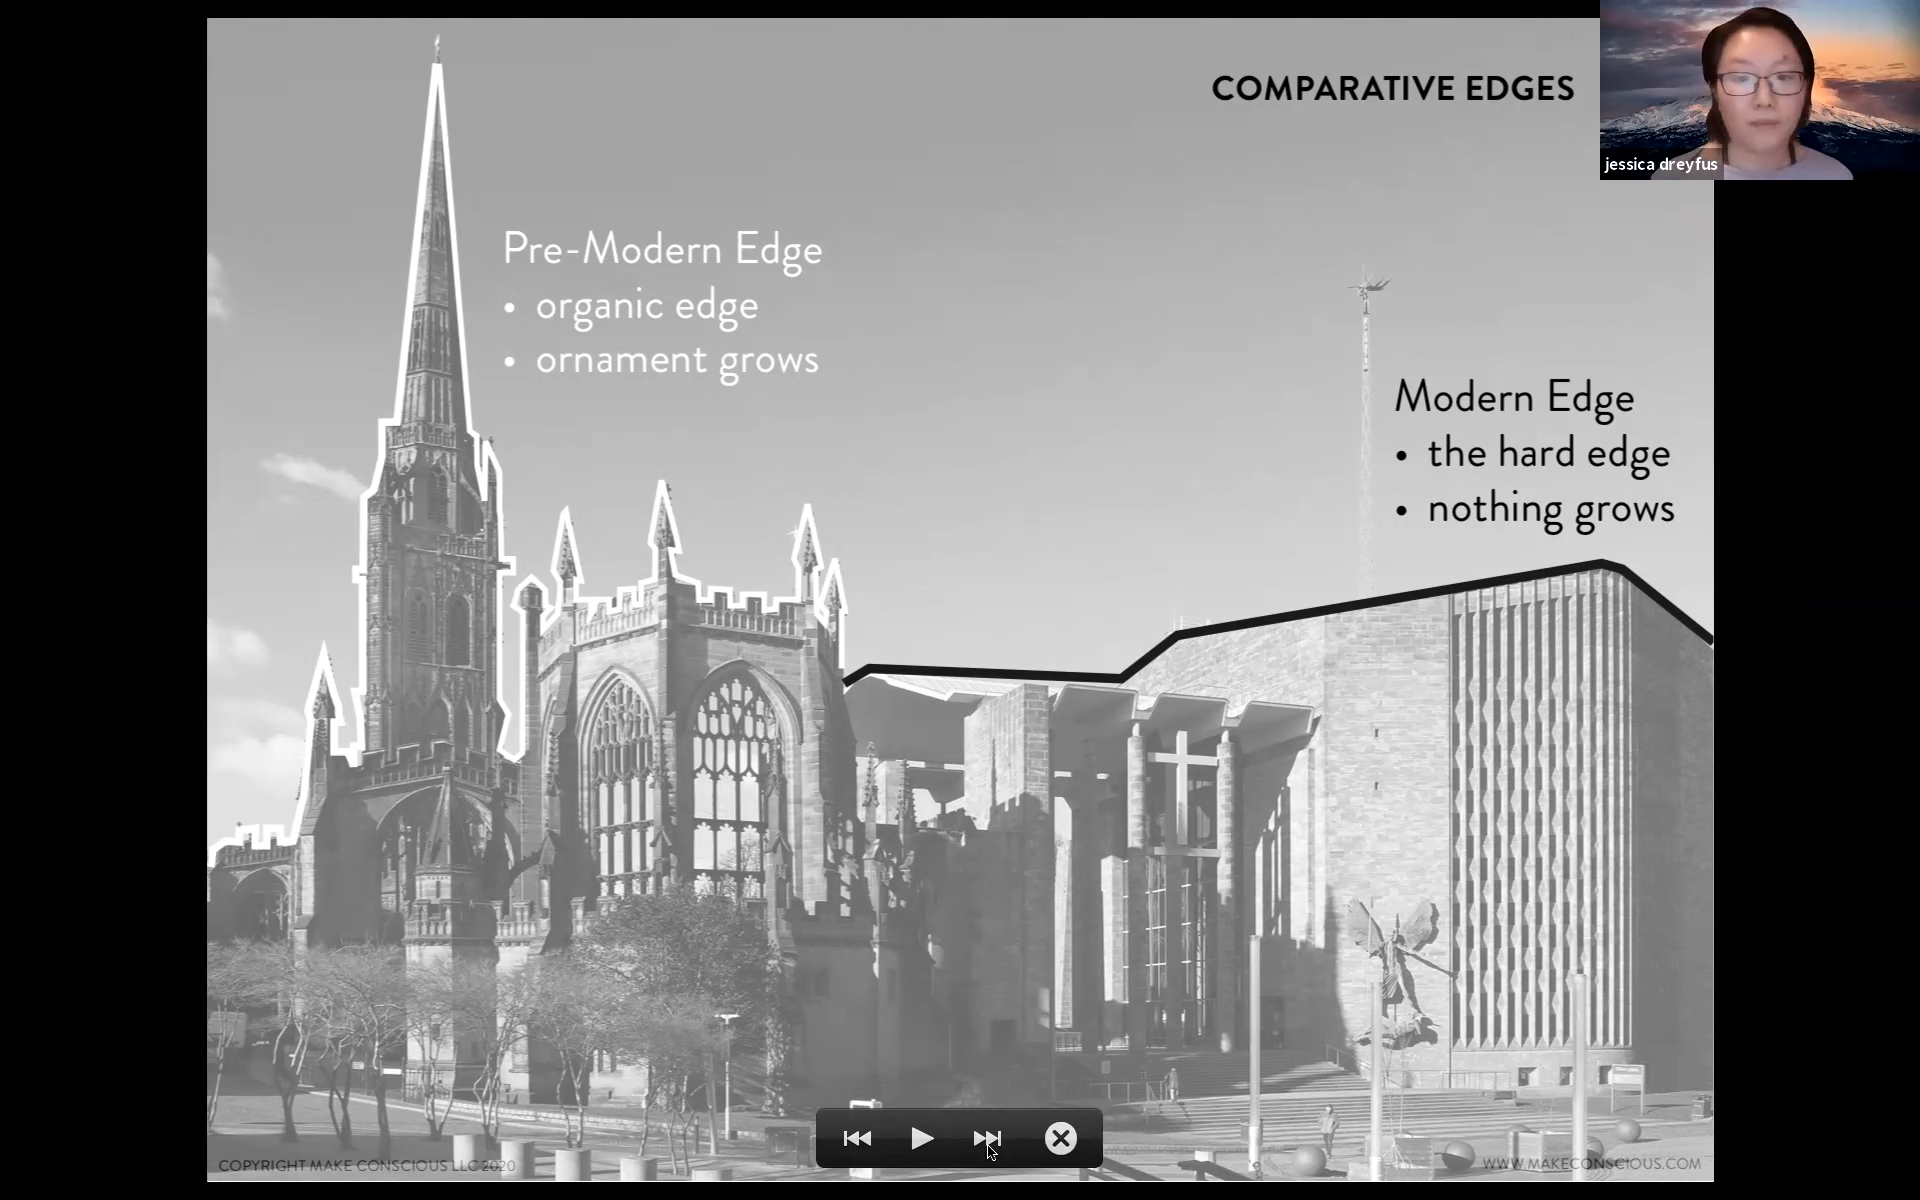 COMPARATIVE EDGES
jessica dreyfus
Pre-Modern Edge
• organic edge
• ornament grows
Modern Edge
• the hard edge
• nothing grows
COPYRIGHT MAKE CONSCIOUS LLC 2020
WWW.MAKECONSCIOUS.COM